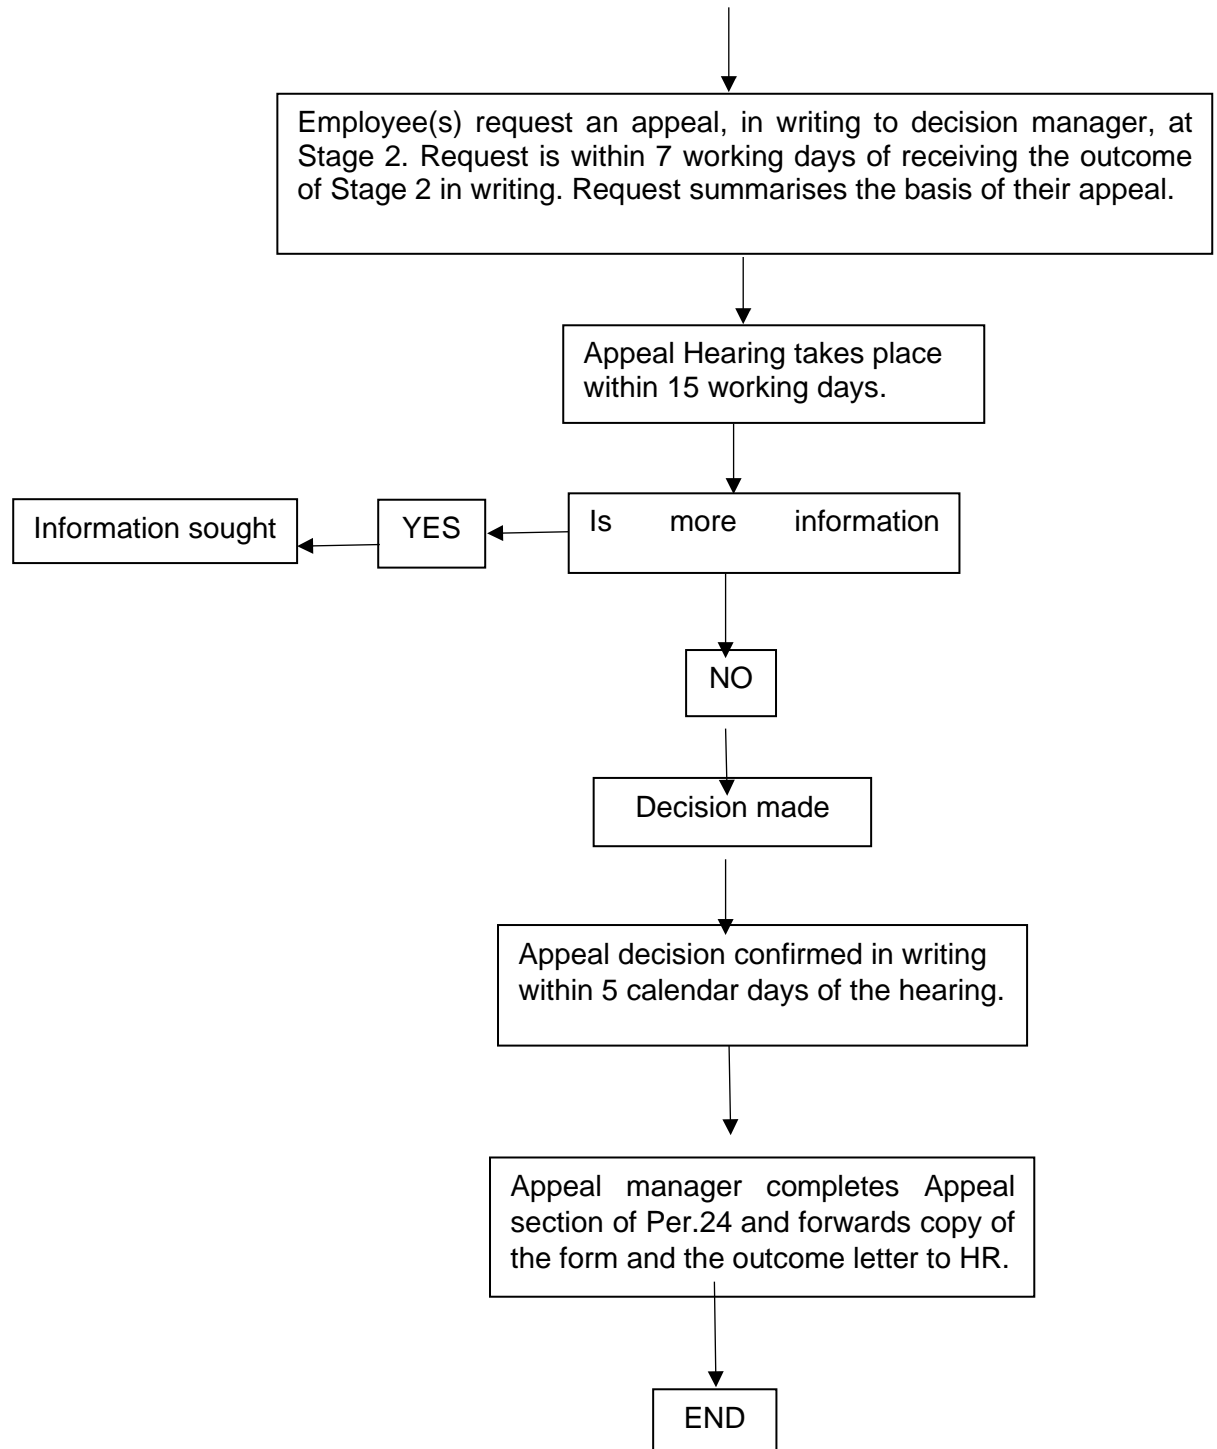 Employee(s) request an appeal, in writing to decision manager, at
Stage 2. Request is within 7 working days of receiving the outcome
of Stage 2 in writing. Request summarises the basis of their appeal.
Appeal Hearing takes place
within 15 working days.
Information sought
YES
Is more information
NO
Decision made
Appeal decision confirmed in writing
within 5 calendar days of the hearing.
Appeal manager completes Appeal
section of Per.24 and forwards copy of
the form and the outcome letter to HR.
END